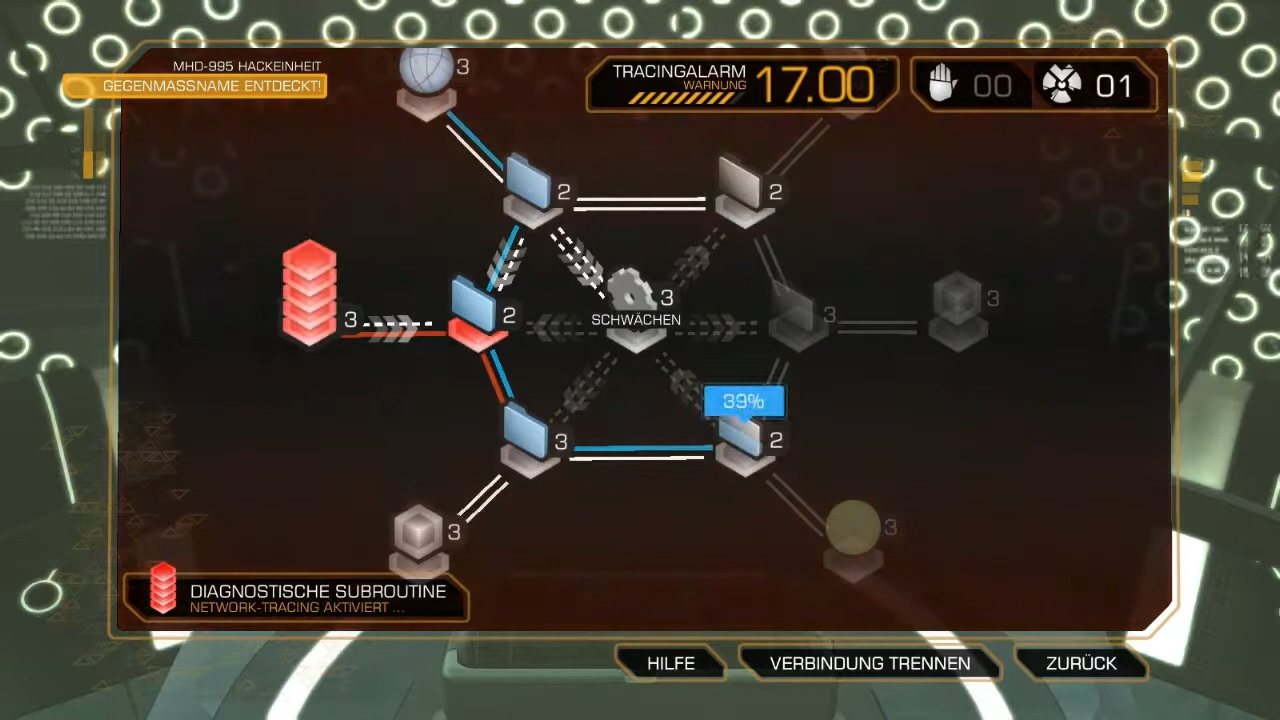 MHD-995 HACKEINHEIT
GEGENMASSNAME ENTDECKT!
3
TRACINGALARM
WARNUNG
17.00
00
01
2
2
3
3
SCHWÄCHEN
2
3
3
39%
3
2
3
3
DIAGNOSTISCHE SUBROUTINE
NETWORK-TRACING AKTIVIERT ...
HILFE
VERBINDUNG TRENNEN
ZURÜCK